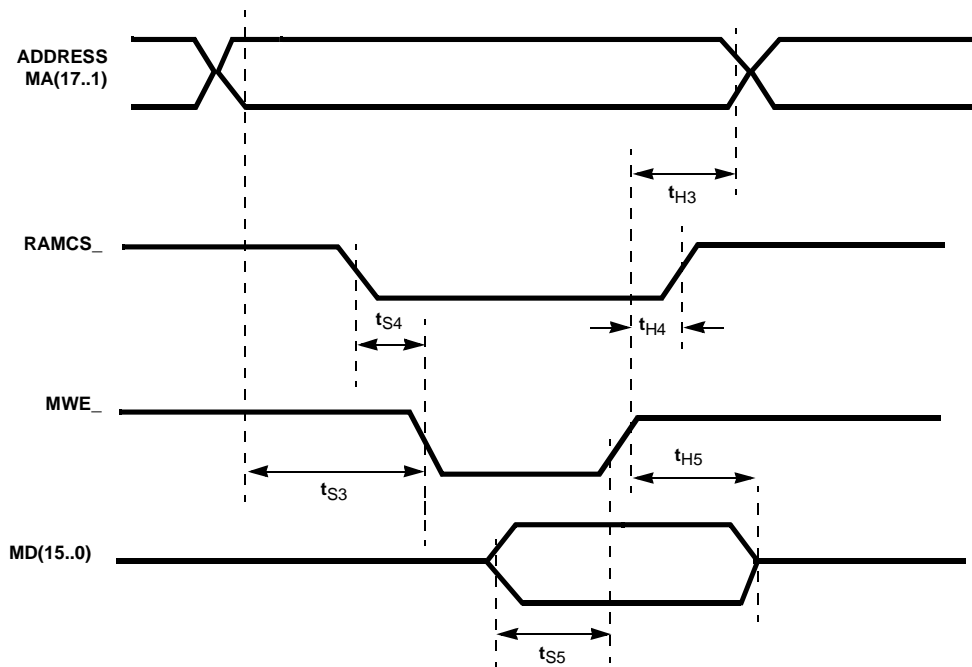 ADDRESS
MA(17..1)
tH3
RAMCS_
tS4
tH4
MWE_
tH5
tS3
MD(15..0)
tS5